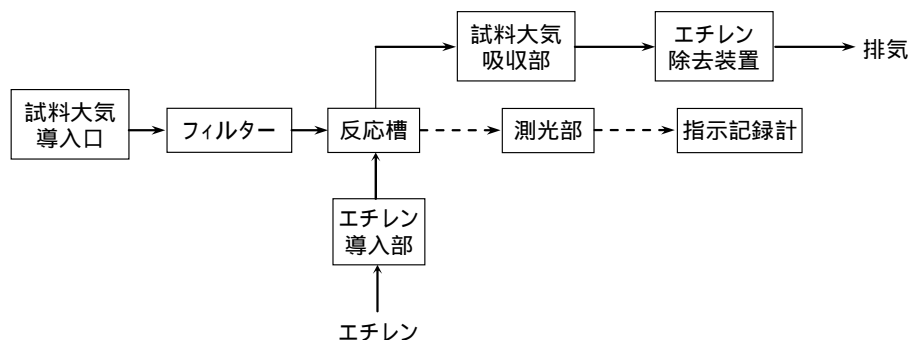 試料大気
吸収部
エチレン
除去装置
排気
試料大気
導入口
フィルター
反応槽
測光部
指示記録計
エチレン
導入部
エチレン